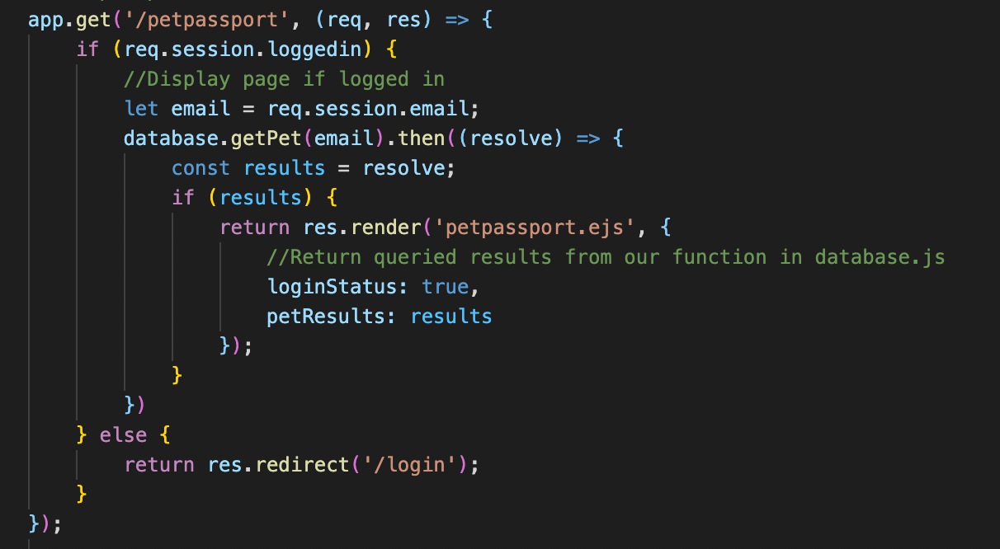 app.get('/petpassport', (req, res) => {
    if (req.session.loggedin) {
        //Display page if logged in
        let email = req.session.email;
        database.getPet(email).then((resolve) => {
            const results = resolve;
            if (results) {
                return res.render('petpassport.ejs', {
                    //Return queried results from our function in database.js
                    loginStatus: true,
                    petResults: results
                });
            }
        })
    } else {
        return res.redirect('/login');
    }
});